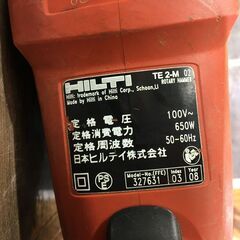 HILTI
TE 2-M 02
ROTARY HAMMER
Hilti: trademark of Hilti Corp., Schaan, LI
Made by Hilti in China
定格電圧 100V~
定格消費電力 650W
定格周波数 50-60Hz
日本ヒルティ株式会社
PS E
Model-No. (FFE) Index Year
327631 03 08